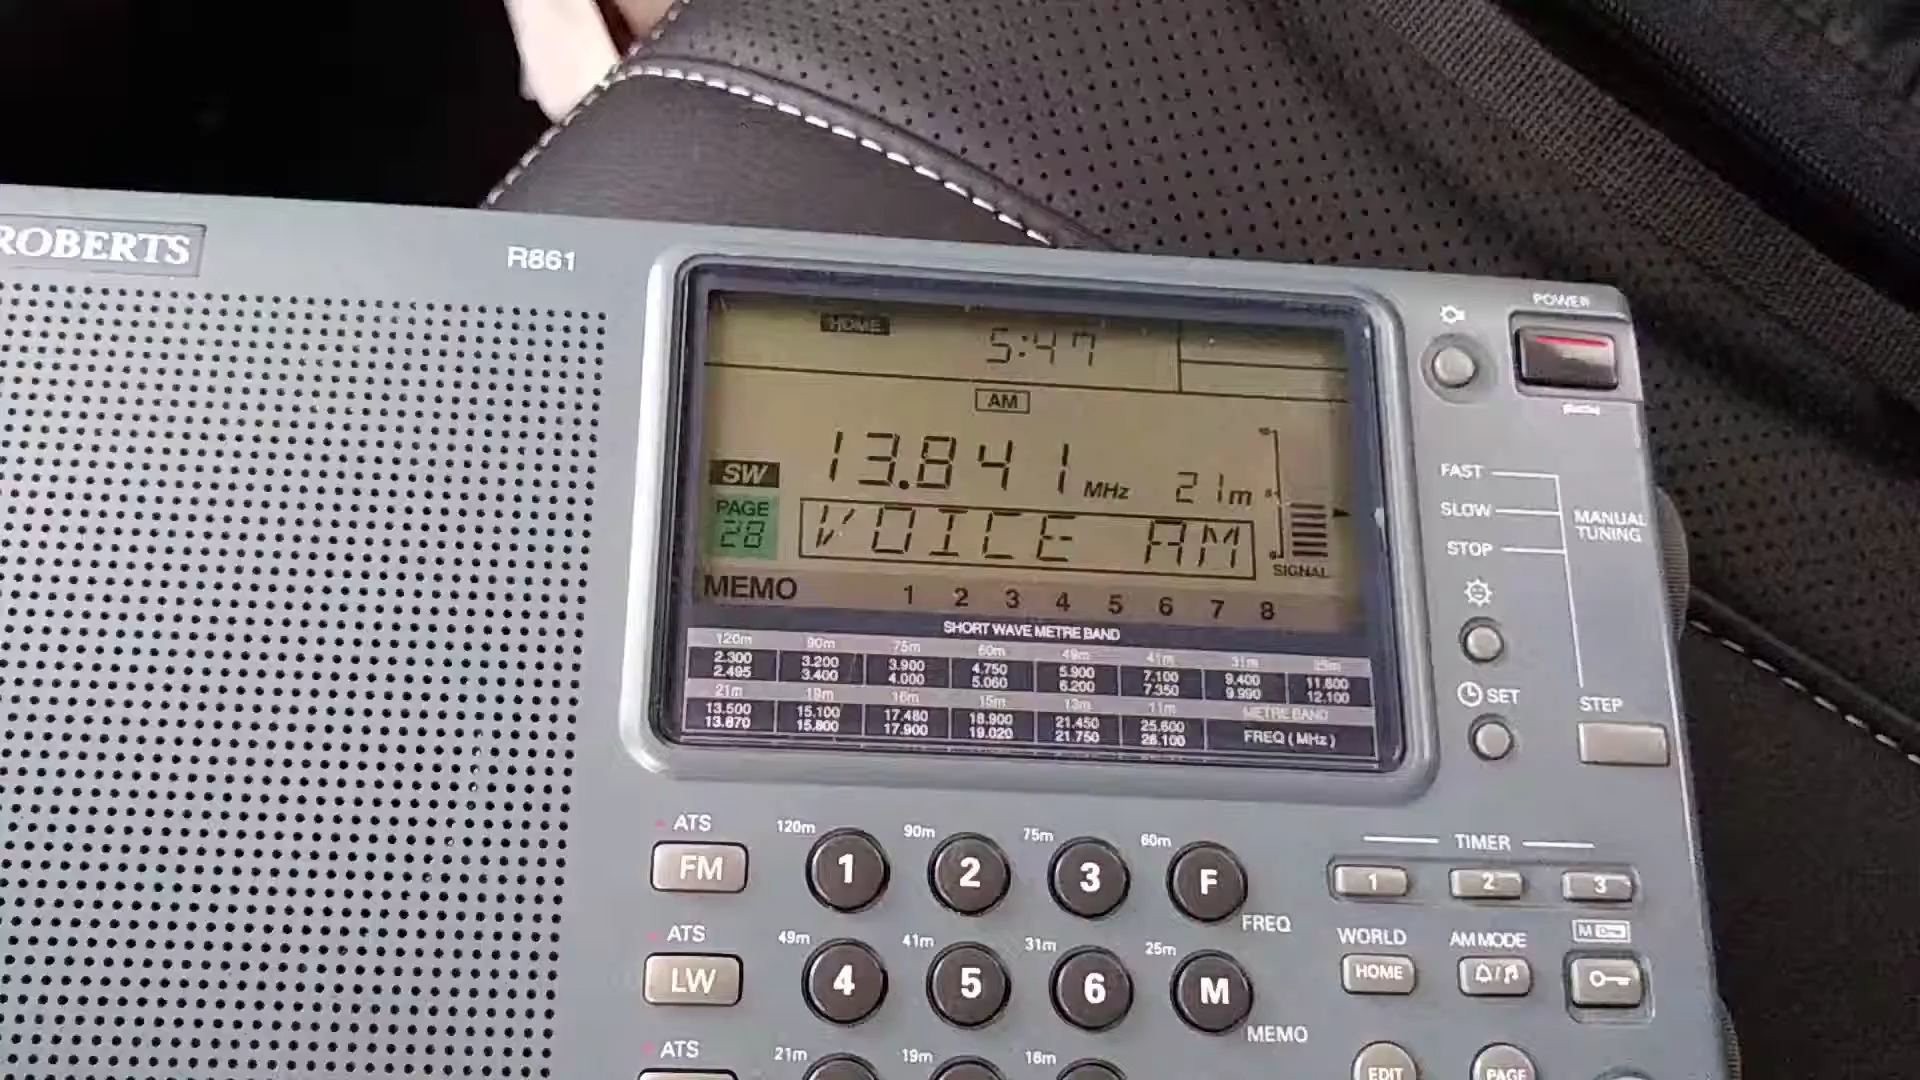 ROBERTS
R861
HOME
5:47
AM
SW
13.841 MHz 21m
PAGE
28
VOICE AM
SIGNAL
MEMO 1 2 3 4 5 6 7 8
SHORT WAVE METRE BAND
120m 90m 75m 60m 49m 41m 31m 25m
2.300 3.200 3.900 4.750 5.900 7.100 9.400 11.600
2.495 3.400 4.000 5.060 6.200 7.350 9.990 12.100
21m 19m 16m 15m 13m 11m METRE BAND
13.500 15.100 17.480 18.900 21.450 25.600 FREQ (MHz)
13.870 15.800 17.900 19.020 21.750 26.100
POWER
FAST
SLOW
STOP
MANUAL
TUNING
SET
STEP
ATS
FM
120m 90m 75m 60m
1 2 3 F
FREQ
TIMER
1 2 3
ATS
LW
49m 41m 31m 25m
4 5 6 M
MEMO
WORLD
HOME
AM MODE
M
ATS
21m 19m 16m
EDIT
PAGE